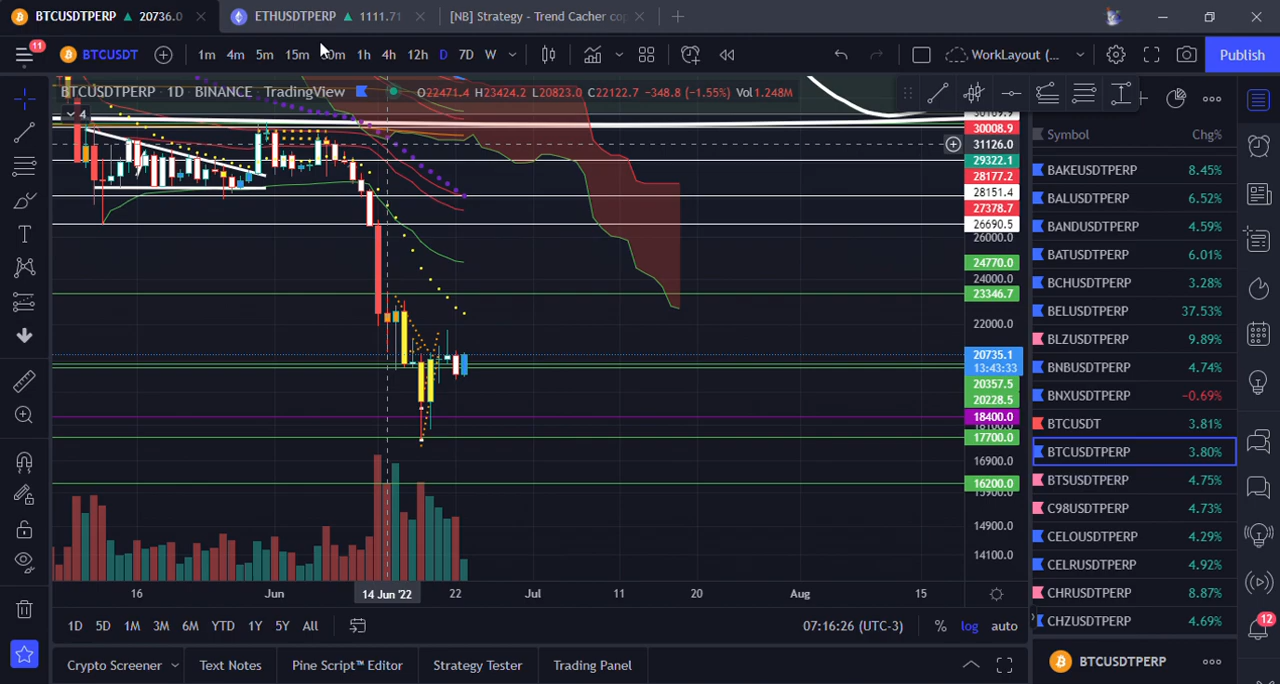 BTCUSDTPERP ▲ 20736.0
ETHUSDTPERP ▲ 1111.71
[NB] Strategy - Trend Cacher
11
BTCUSDT
1m 4m 5m 15m 1h 4h 12h D 7D W
WorkLayout (...
Publish
BTCUSDTPERP · 1D · BINANCE TradingView O22471.4 H23424.2 L20823.0 C22122.7 -348.8 (-1.55%) Vol 1.248M
4
30008.9
31126.0
29322.1
28177.2
28151.4
27378.7
26690.5
26000.0
24770.0
24000.0
23346.7
22000.0
20735.1
13:43:33
20357.5
20228.5
18400.0
17700.0
16900.0
16200.0
14900.0
14100.0
16 Jun 14 Jun '22 22 Jul 11 20 Aug 15
Symbol Chg%
BAKEUSDTPERP 8.45%
BALUSDTPERP 6.52%
BANDUSDTPERP 4.59%
BATUSDTPERP 6.01%
BCHUSDTPERP 3.28%
BELUSDTPERP 37.53%
BLZUSDTPERP 9.89%
BNBUSDTPERP 4.74%
BNXUSDTPERP −0.69%
BTCUSDT 3.81%
BTCUSDTPERP 3.80%
BTSUSDTPERP 4.75%
C98USDTPERP 4.73%
CELOUSDTPERP 4.29%
CELRUSDTPERP 4.92%
CHRUSDTPERP 8.87%
CHZUSDTPERP 4.69%
12
1D 5D 1M 3M 6M YTD 1Y 5Y All
07:16:26 (UTC-3) % log auto
Crypto Screener Text Notes Pine Script™ Editor Strategy Tester Trading Panel
BTCUSDTPERP